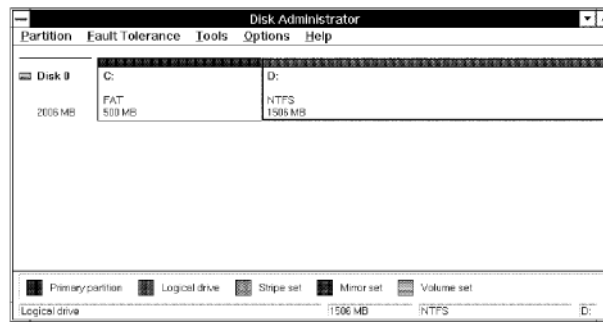 Disk Administrator
Partition Fault Tolerance Tools Options Help
Disk 0
2006 MB
C:
FAT
500 MB
D:
NTFS
1506 MB
Primary partition Logical drive Stripe set Mirror set Volume set
Logical drive 1506 MB NTFS D: